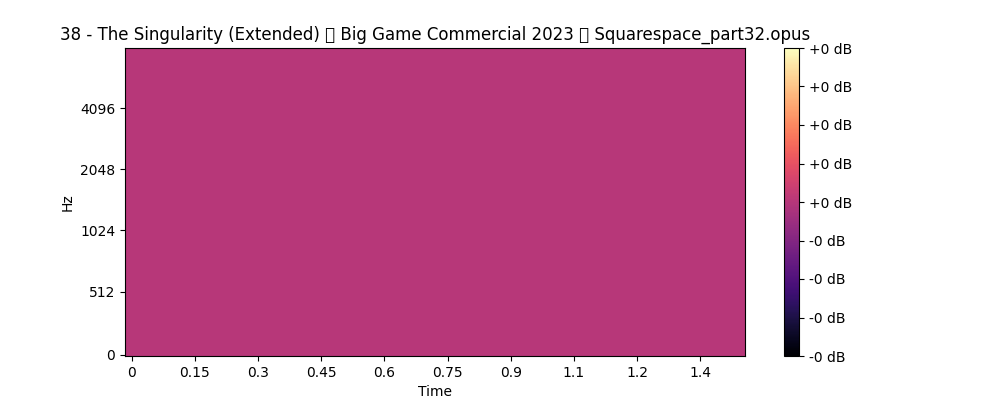 38 - The Singularity (Extended) ▯ Big Game Commercial 2023 ▯ Squarespace_part32.opus
Hz
4096
2048
1024
512
0
0 0.15 0.3 0.45 0.6 0.75 0.9 1.1 1.2 1.4
Time
+0 dB
+0 dB
+0 dB
+0 dB
+0 dB
-0 dB
-0 dB
-0 dB
-0 dB